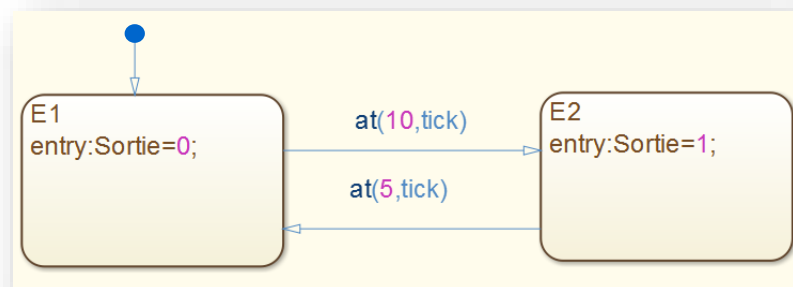 E1
entry:Sortie=0;
at(10,tick)
at(5,tick)
E2
entry:Sortie=1;